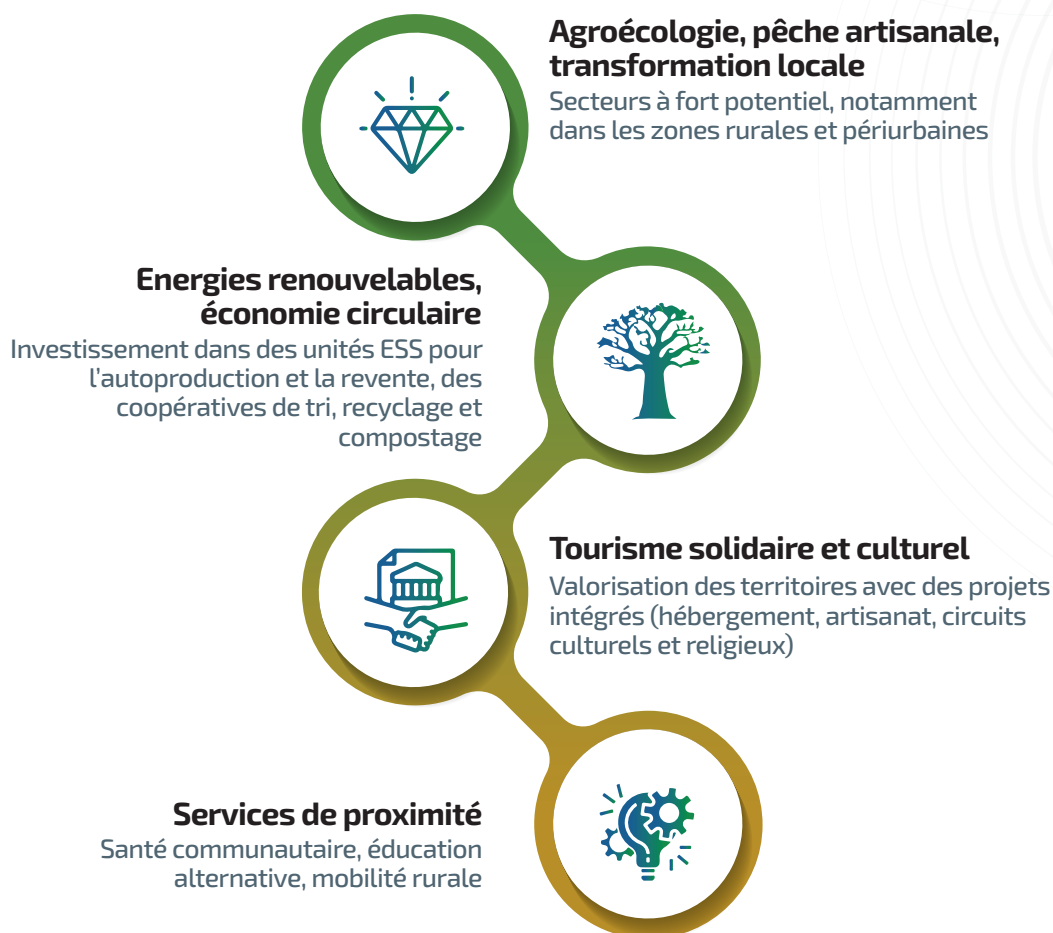 Agroécologie, pêche artisanale,
transformation locale
Secteurs à fort potentiel, notamment
dans les zones rurales et périurbaines
Energies renouvelables,
économie circulaire
Investissement dans des unités ESS pour
l'autoproduction et la revente, des
coopératives de tri, recyclage et
compostage
Tourisme solidaire et culturel
Valorisation des territoires avec des projets
intégrés (hébergement, artisanat, circuits
culturels et religieux)
Services de proximité
Santé communautaire, éducation
alternative, mobilité rurale